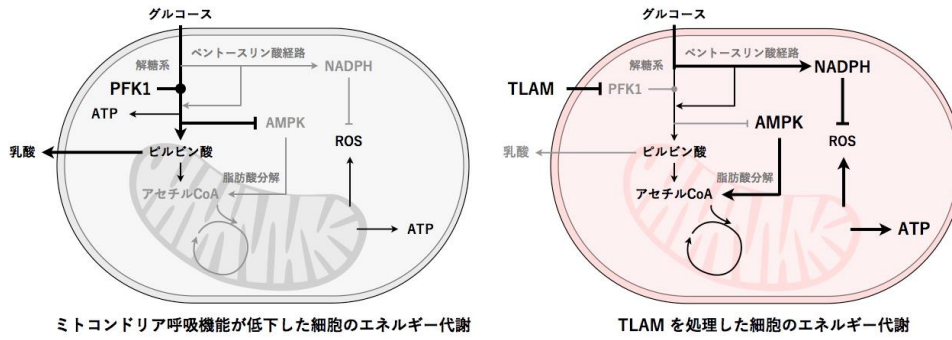 グルコース
解糖系
ペントースリン酸経路
NADPH
PFK1
ATP
AMPK
ROS
乳酸
ピルビン酸
脂肪酸分解
アセチルCoA
ATP
ミトコンドリア呼吸機能が低下した細胞のエネルギー代謝
グルコース
解糖系
ペントースリン酸経路
NADPH
TLAM
PFK1
AMPK
ROS
乳酸
ピルビン酸
脂肪酸分解
アセチルCoA
ATP
TLAM を処理した細胞のエネルギー代謝